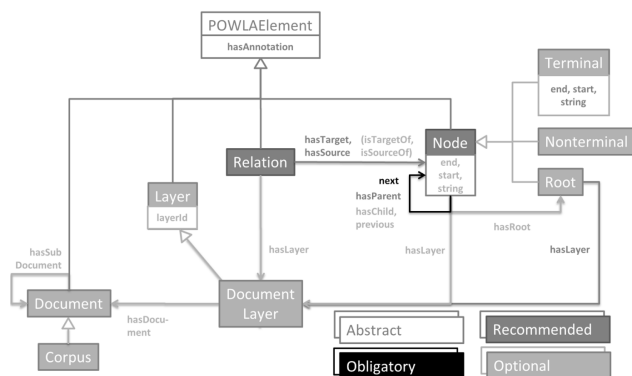 POWLAElement
hasAnnotation
Terminal
end, start,
string
hasTarget, (isTargetOf,
hasSource isSourceOf)
Node
Nonterminal
Relation
end,
start,
string
next
Root
Layer
hasParent
layerId
hasChild,
previous
hasRoot
hasSub
Document
hasLayer
hasLayer
hasLayer
Document
Document
Layer
hasDocu-
ment
Abstract
Recommended
Corpus
Obligatory
Optional